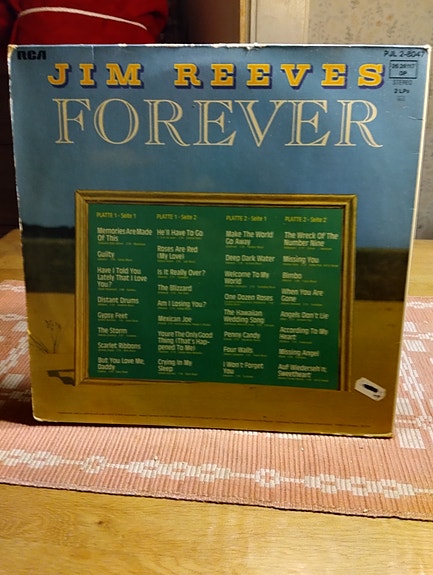 RCA
PJL 2-8047
JIM REEVES
STEREO
2 LPs
FOREVER
PLATTE 1 - Seite 1
Memories Are Made
Of This
Guilty
Have I Told You
Lately That I Love
You?
Distant Drums
Gypsy Feet
The Storm
Scarlet Ribbons
But You Love Me,
Daddy
PLATTE 1 - Seite 2
He'll Have To Go
Roses Are Red
(My Love)
Is It Really Over?
The Blizzard
Am I Losing You?
Mexican Joe
You're The Only Good
Thing (That's Hap-
pened To Me)
Crying In My
Sleep
PLATTE 2 - Seite 1
Make The World
Go Away
Deep Dark Water
Welcome To My
World
One Dozen Roses
The Hawaiian
Wedding Song
Penny Candy
Four Walls
I Won't Forget
You
PLATTE 2 - Seite 2
The Wreck Of The
Number Nine
Missing You
Bimbo
When You Are
Gone
Angels Don't Lie
According To My
Heart
Missing Angel
Auf Wiederseh'n
Sweetheart